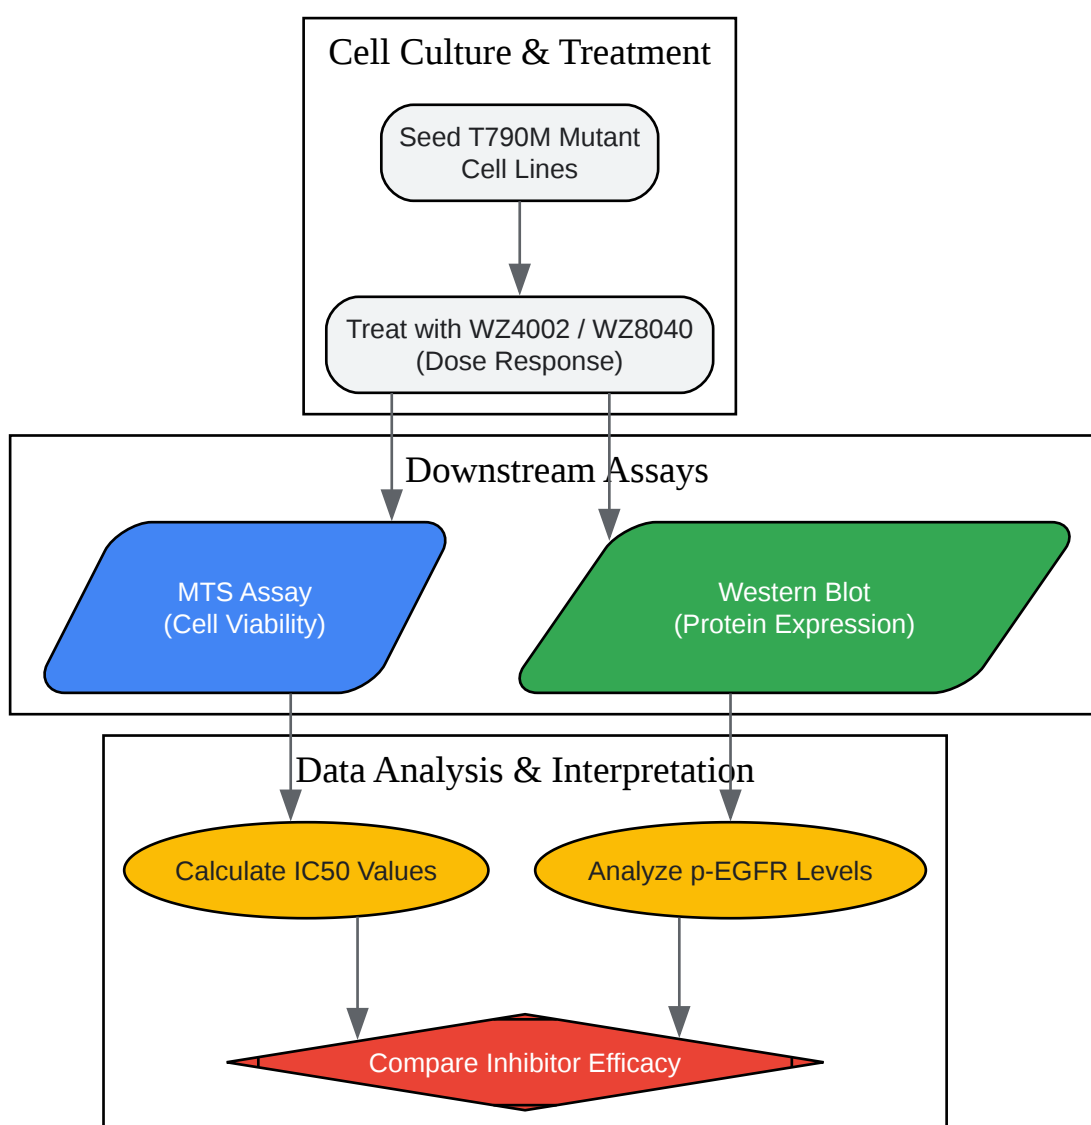 Cell Culture & Treatment
Seed T790M Mutant
Cell Lines
Treat with WZ4002 / WZ8040
(Dose Response)
Downstream Assays
MTS Assay
(Cell Viability)
Western Blot
(Protein Expression)
Data Analysis & Interpretation
Calculate IC50 Values
Analyze p-EGFR Levels
Compare Inhibitor Efficacy